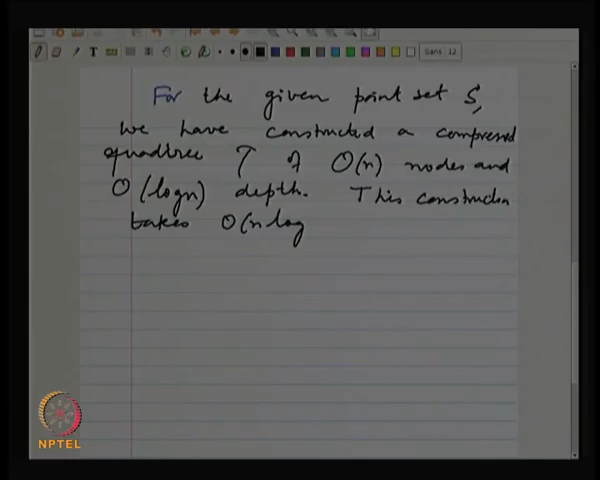 Sans 12
For the given point set S,
we have constructed a compressed
quadtree T of O(n) nodes and
O(logn) depth. This construction
takes O(n log
NPTEL